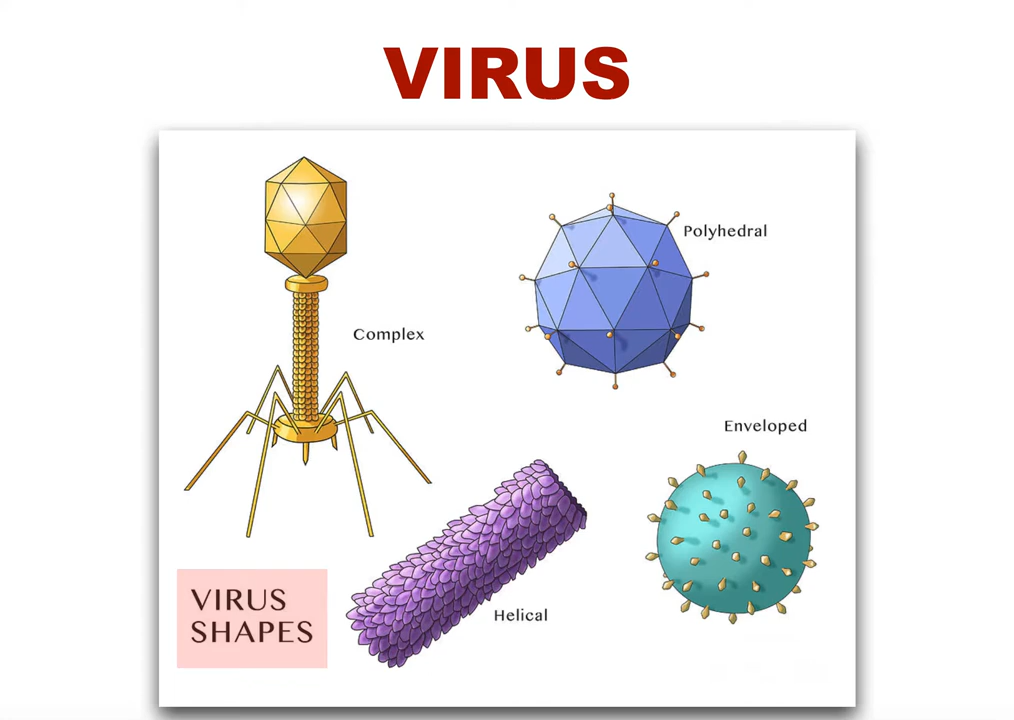 VIRUS
Polyhedral
Complex
Enveloped
VIRUS
SHAPES
Helical